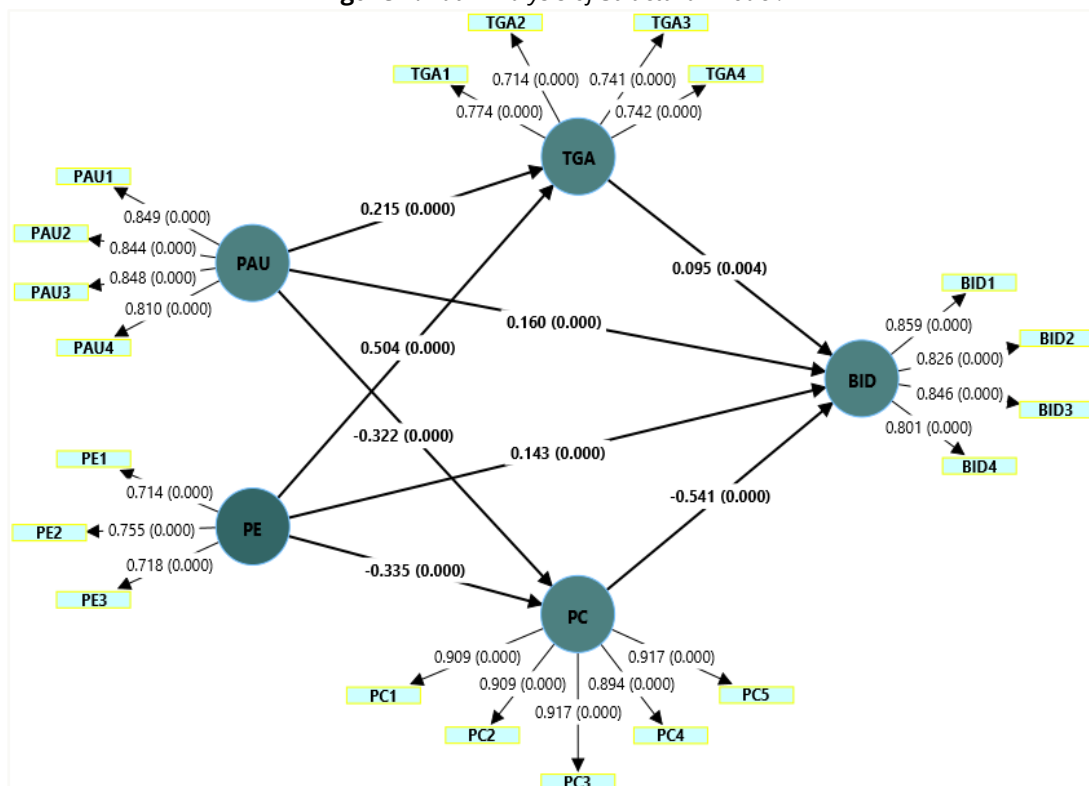 TGA2
TGA3
TGA1
TGA4
0.714 (0.000)
0.741 (0.000)
0.774 (0.000)
0.742 (0.000)
TGA
PAU1
0.849 (0.000)
PAU2
0.844 (0.000)
PAU3
0.848 (0.000)
0.810 (0.000)
PAU4
PAU
0.215 (0.000)
0.095 (0.004)
0.160 (0.000)
0.504 (0.000)
-0.322 (0.000)
0.143 (0.000)
-0.541 (0.000)
-0.335 (0.000)
BID1
0.859 (0.000)
BID2
0.826 (0.000)
BID
0.846 (0.000)
BID3
0.801 (0.000)
BID4
PE1
0.714 (0.000)
PE2
0.755 (0.000)
PE
0.718 (0.000)
PE3
PC
0.909 (0.000)
0.917 (0.000)
0.909 (0.000)
0.894 (0.000)
0.917 (0.000)
PC1
PC5
PC2
PC4
PC3